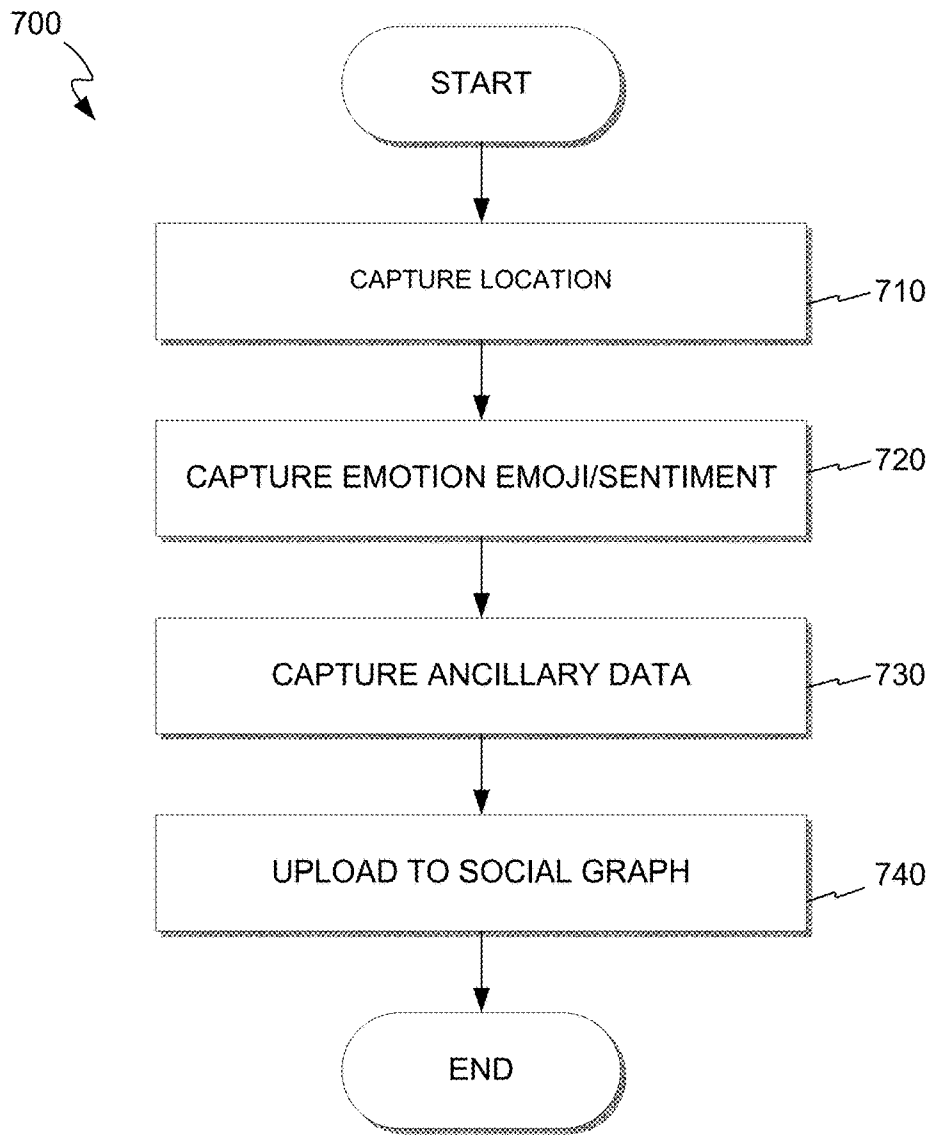 700
START
CAPTURE LOCATION
710
CAPTURE EMOTION EMOJI/SENTIMENT
720
CAPTURE ANCILLARY DATA
730
UPLOAD TO SOCIAL GRAPH
740
END